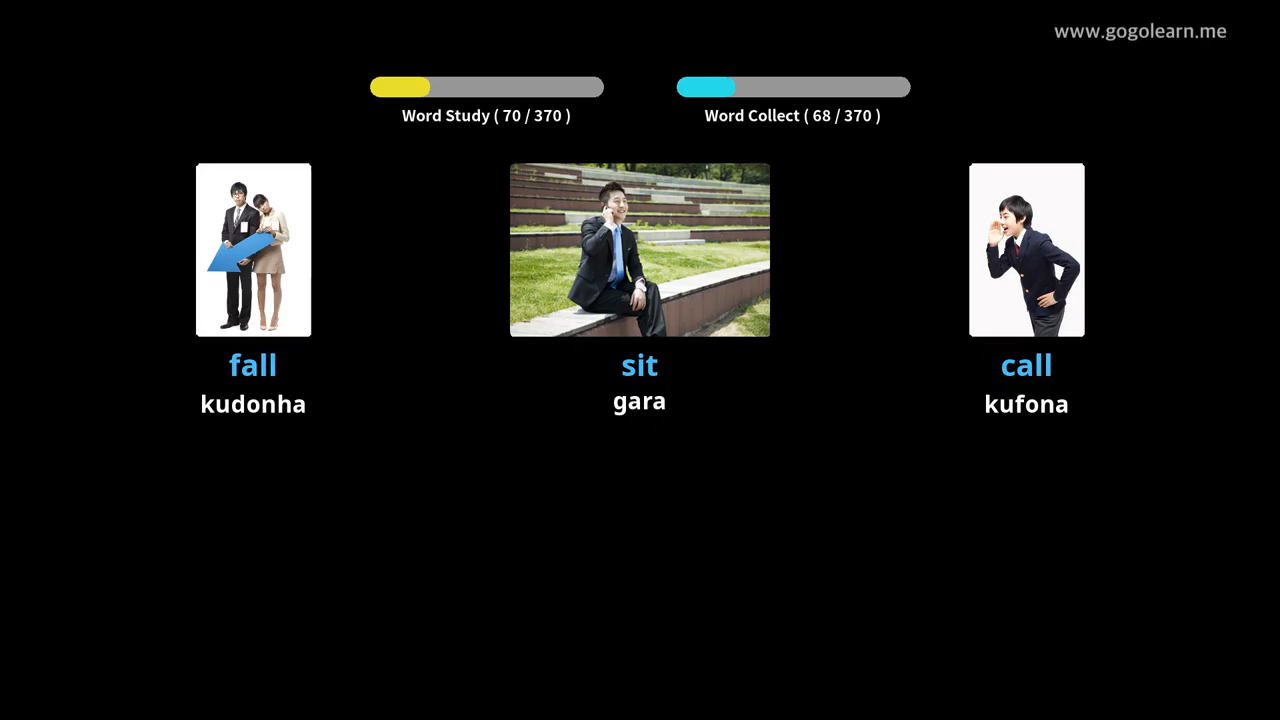 www.gogolearn.me
Word Study ( 70 / 370 )
Word Collect ( 68 / 370 )
fall
kudonha
sit
gara
call
kufona